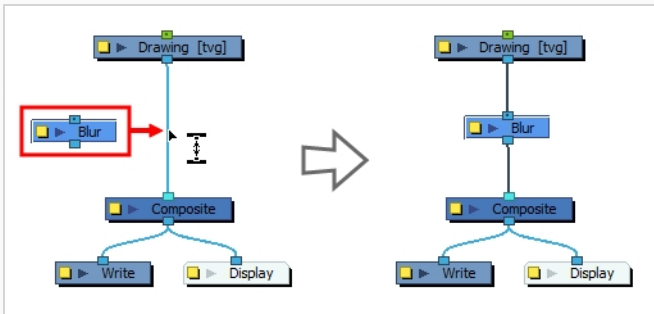 Drawing [tvg]
Blur
Composite
Write
Display
Drawing [tvg]
Blur
Composite
Write
Display